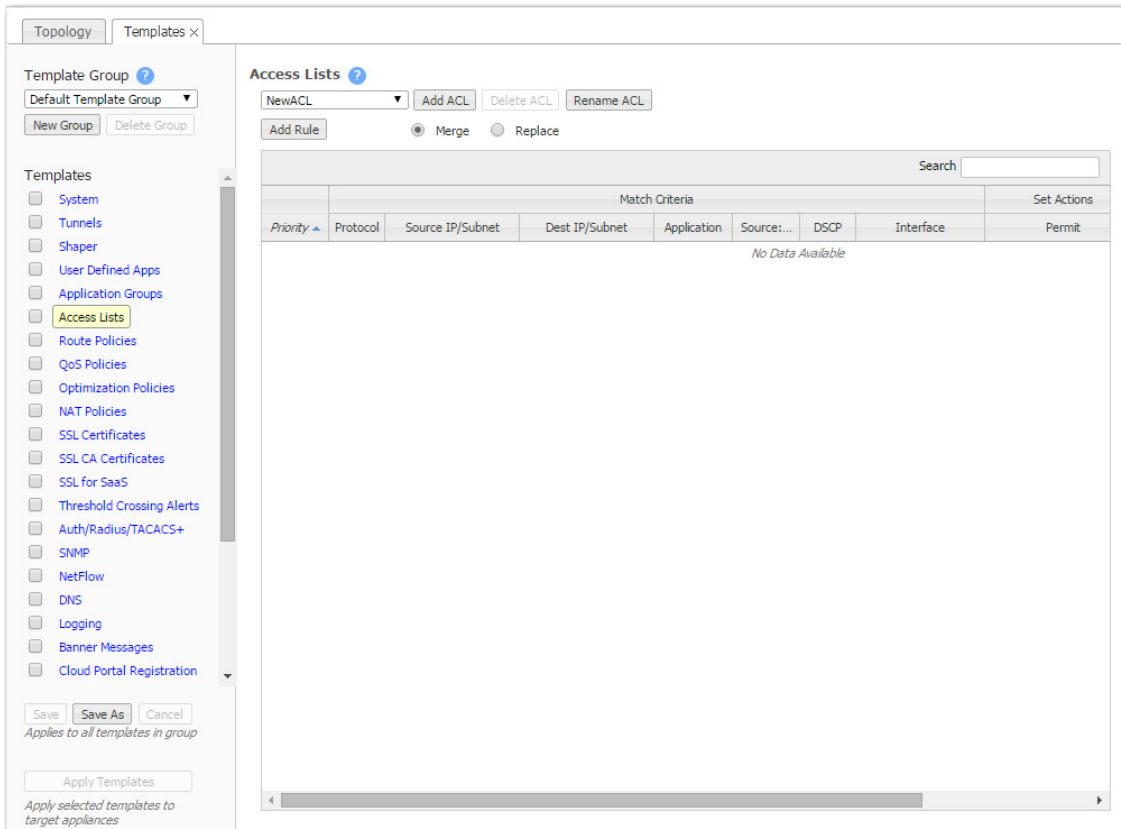 Topology
Templates ×
Template Group ?
Default Template Group
New Group Delete Group
Templates
System
Tunnels
Shaper
User Defined Apps
Application Groups
Access Lists
Route Policies
QoS Policies
Optimization Policies
NAT Policies
SSL Certificates
SSL CA Certificates
SSL for SaaS
Threshold Crossing Alerts
Auth/Radius/TACACS+
SNMP
NetFlow
DNS
Logging
Banner Messages
Cloud Portal Registration
Save Save As Cancel
Applies to all templates in group
Apply Templates
Apply selected templates to
target appliances
Access Lists ?
NewACL Add ACL Delete ACL Rename ACL
Add Rule Merge Replace
Search
Match Criteria Set Actions
Priority Protocol Source IP/Subnet Dest IP/Subnet Application Source:... DSCP Interface Permit
No Data Available